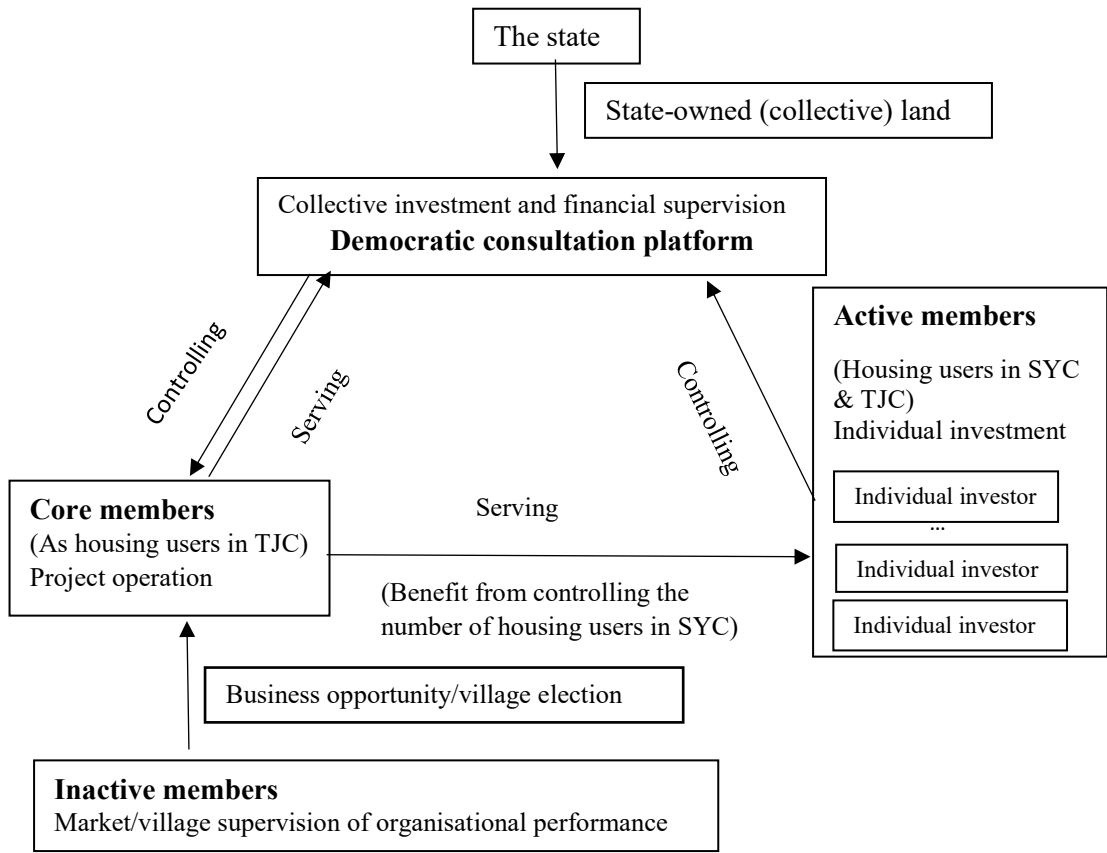 The state
State-owned (collective) land
Collective investment and financial supervision
Democratic consultation platform
Controlling
Serving
Controlling
Active members
(Housing users in SYC
& TJC)
Individual investment
Individual investor
...
Individual investor
Individual investor
Core members
(As housing users in TJC)
Project operation
Serving
(Benefit from controlling the
number of housing users in SYC)
Business opportunity/village election
Inactive members
Market/village supervision of organisational performance